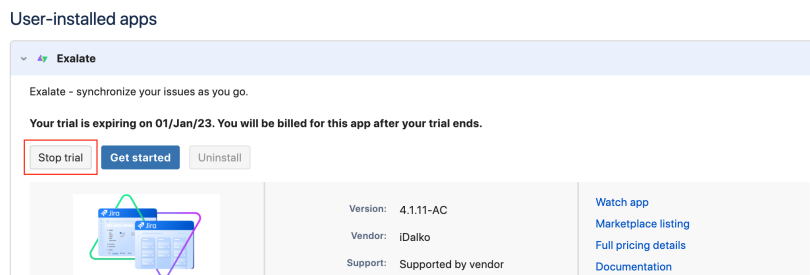 User-installed apps
Exalate
Exalate - synchronize your issues as you go.
Your trial is expiring on 01/Jan/23. You will be billed for this app after your trial ends.
Stop trial Get started Uninstall
Jira
Jira
Version: 4.1.11-AC
Vendor: iDalko
Support: Supported by vendor
Watch app
Marketplace listing
Full pricing details
Documentation